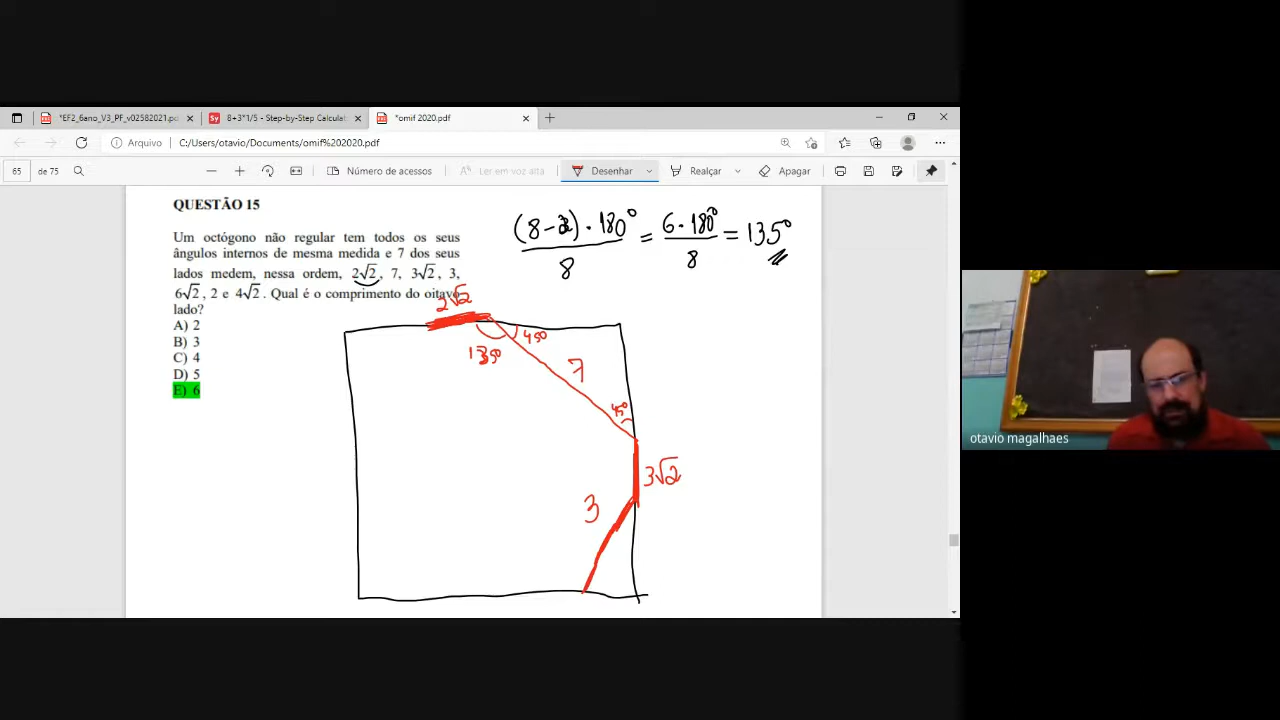 *EF2_6ano_V3_PF_v02582021.pd
8+3*1/5 - Step-by-Step Calculat
*omif 2020.pdf
Arquivo
C:/Users/otavio/Documents/omif%202020.pdf
65
de 75
Número de acessos
Ler em voz alta
Desenhar
Realçar
Apagar
QUESTÃO 15
Um octógono não regular tem todos os seus
ângulos internos de mesma medida e 7 dos seus
lados medem, nessa ordem, 2√2, 7, 3√2, 3,
6√2, 2 e 4√2. Qual é o comprimento do oitavo
lado?
A) 2
B) 3
C) 4
D) 5
E) 6
(8-2)·180° / 8 = 6·180° / 8 = 135°
2√2
135°
45°
7
45°
3√2
3
otavio magalhaes